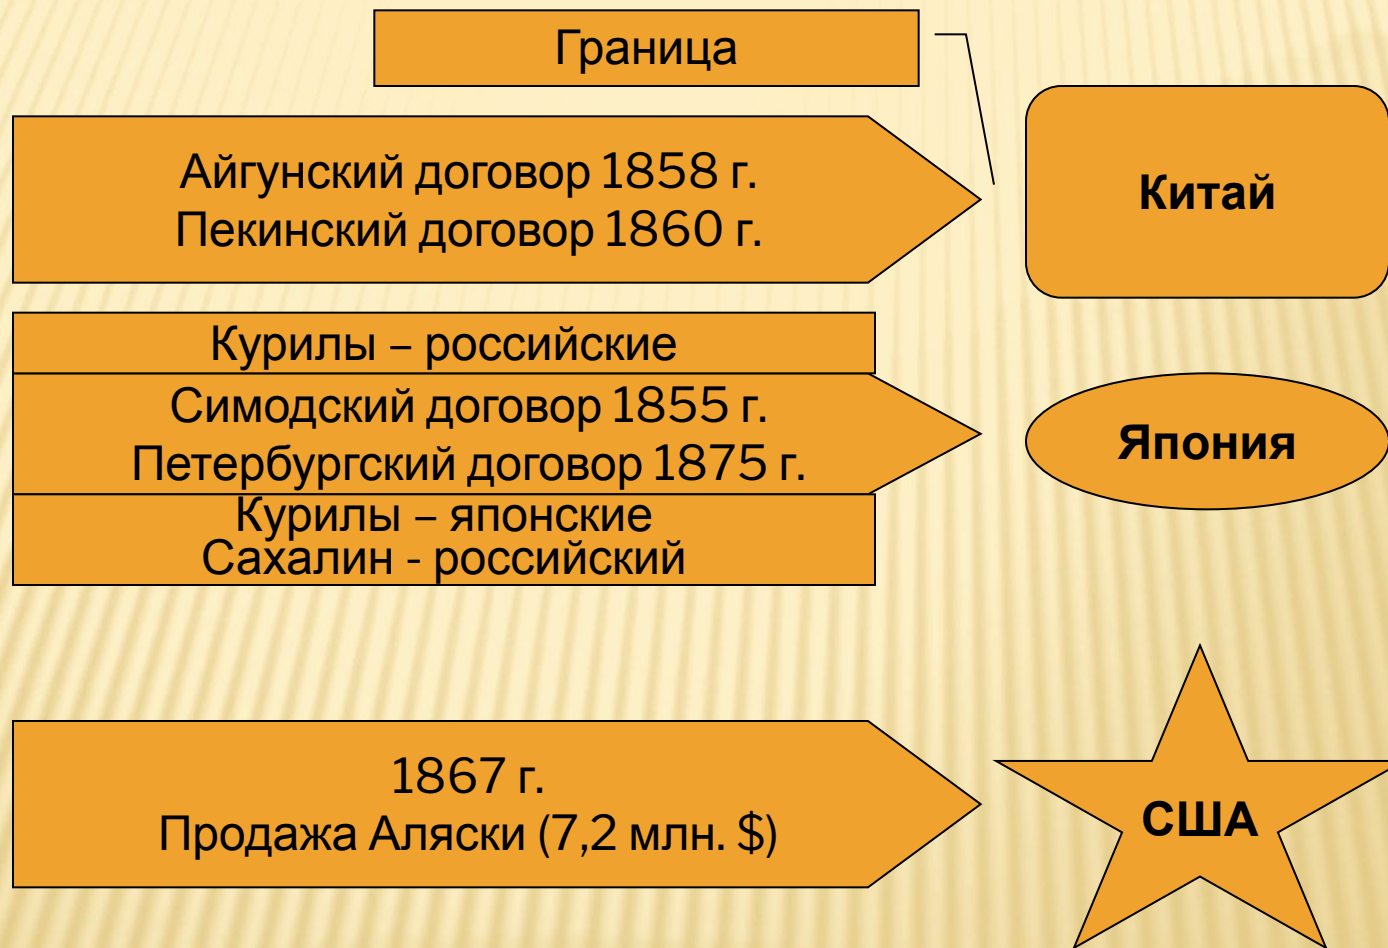 Граница
Айгунский договор 1858 г.
Пекинский договор 1860 г.
Китай
Курилы – российские
Симодский договор 1855 г.
Петербургский договор 1875 г.
Курилы – японские
Сахалин - российский
Япония
1867 г.
Продажа Аляски (7,2 млн. $)
США